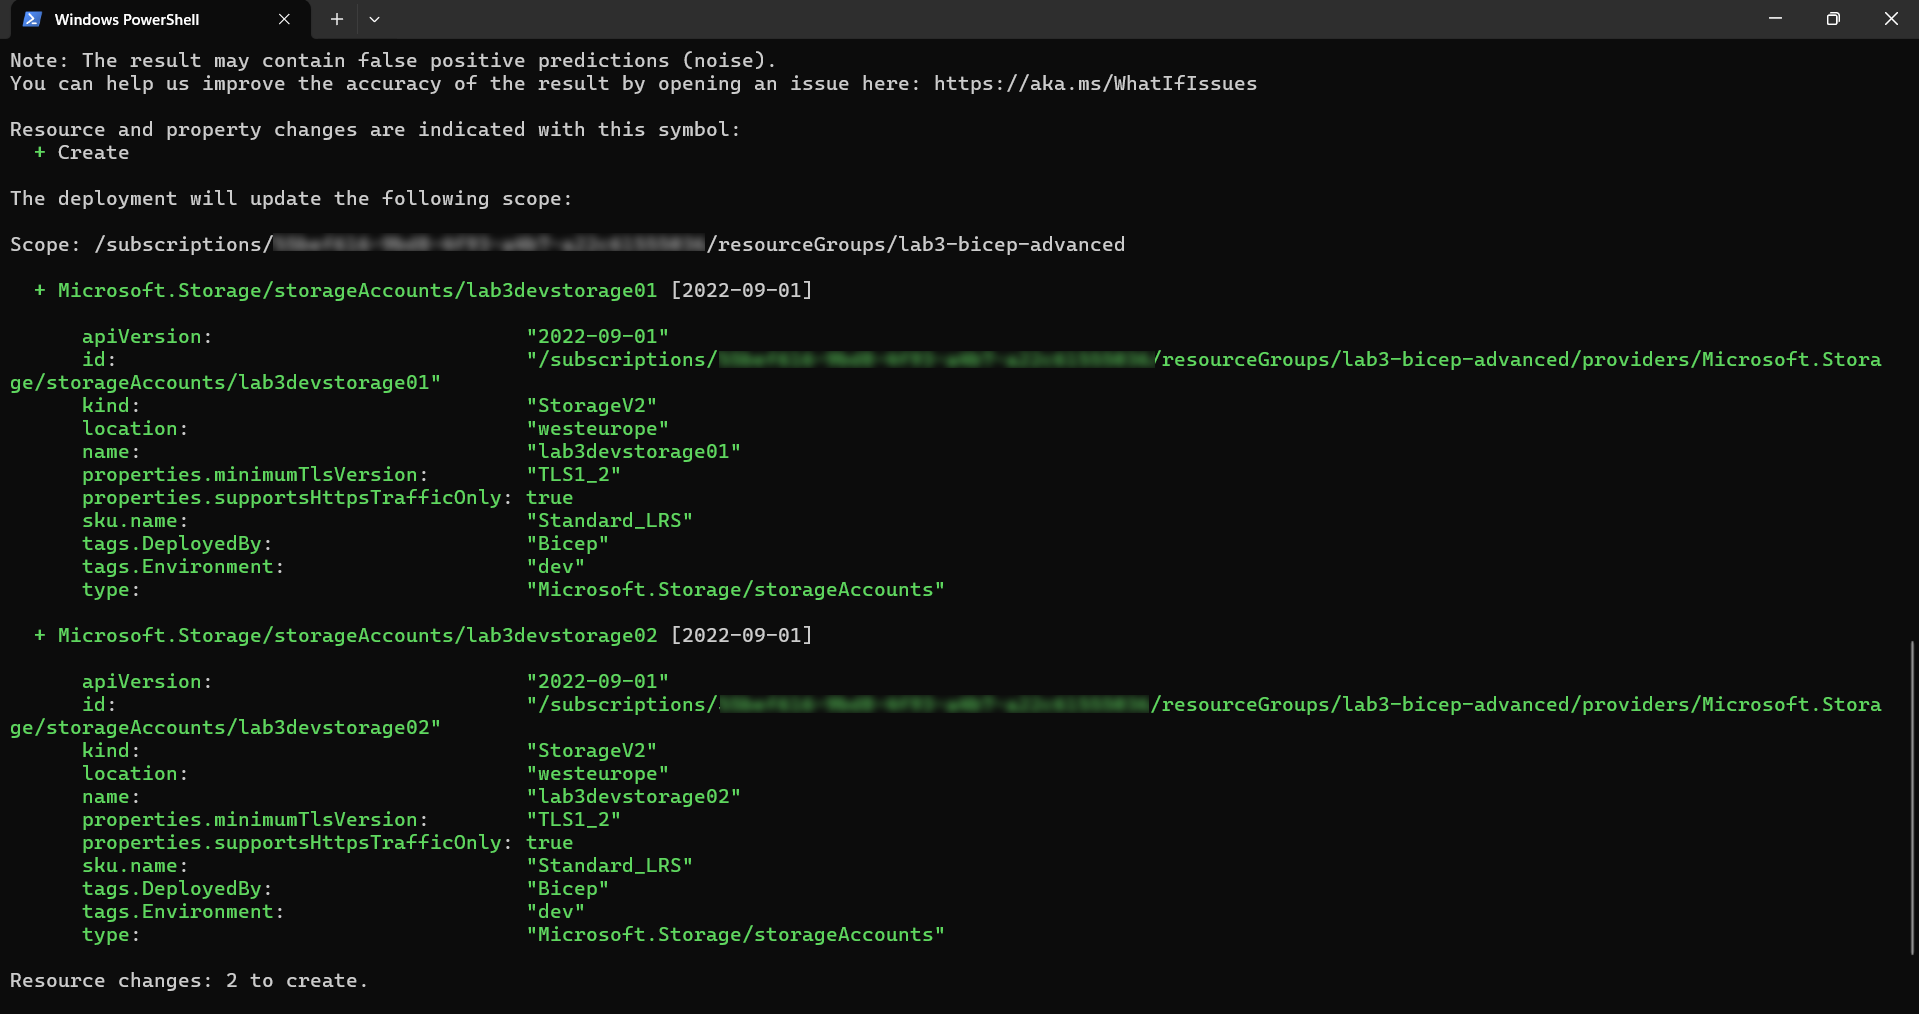 Windows PowerShell
Note: The result may contain false positive predictions (noise).
You can help us improve the accuracy of the result by opening an issue here: https://aka.ms/WhatIfIssues
Resource and property changes are indicated with this symbol:
+ Create
The deployment will update the following scope:
Scope: /subscriptions/ /resourceGroups/lab3-bicep-advanced
+ Microsoft.Storage/storageAccounts/lab3devstorage01 [2022-09-01]
apiVersion: "2022-09-01"
id: "/subscriptions/ /resourceGroups/lab3-bicep-advanced/providers/Microsoft.Stora
ge/storageAccounts/lab3devstorage01"
kind: "StorageV2"
location: "westeurope"
name: "lab3devstorage01"
properties.minimumTlsVersion: "TLS1_2"
properties.supportsHttpsTrafficOnly: true
sku.name: "Standard_LRS"
tags.DeployedBy: "Bicep"
tags.Environment: "dev"
type: "Microsoft.Storage/storageAccounts"
+ Microsoft.Storage/storageAccounts/lab3devstorage02 [2022-09-01]
apiVersion: "2022-09-01"
id: "/subscriptions/ /resourceGroups/lab3-bicep-advanced/providers/Microsoft.Stora
ge/storageAccounts/lab3devstorage02"
kind: "StorageV2"
location: "westeurope"
name: "lab3devstorage02"
properties.minimumTlsVersion: "TLS1_2"
properties.supportsHttpsTrafficOnly: true
sku.name: "Standard_LRS"
tags.DeployedBy: "Bicep"
tags.Environment: "dev"
type: "Microsoft.Storage/storageAccounts"
Resource changes: 2 to create.